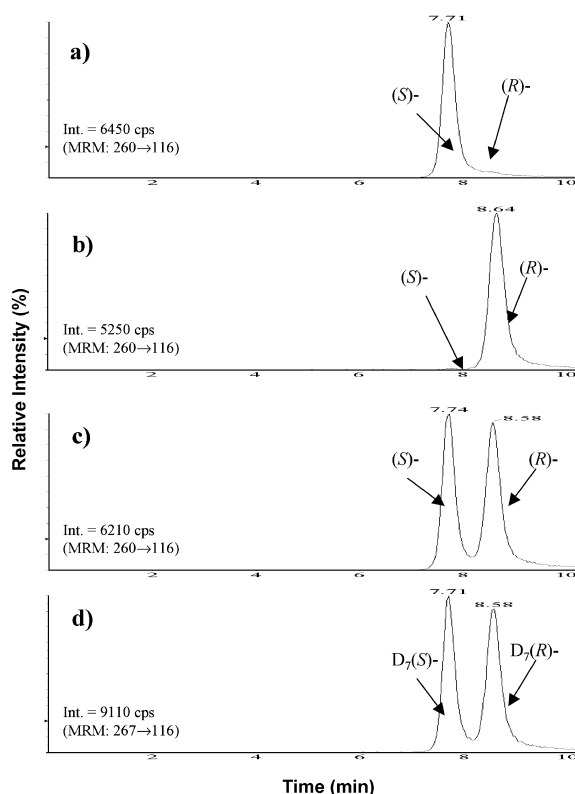 Relative Intensity (%)
a)
7.71
(S)-
(R)-
Int. = 6450 cps
(MRM: 260→116)
2 4 6 8 10
b)
8.64
(S)-
(R)-
Int. = 5250 cps
(MRM: 260→116)
2 4 6 8 10
c)
7.74
8.58
(S)-
(R)-
Int. = 6210 cps
(MRM: 260→116)
2 4 6 8 10
d)
7.71
8.58
D₇(S)-
D₇(R)-
Int. = 9110 cps
(MRM: 267→116)
2 4 6 8 10
Time (min)